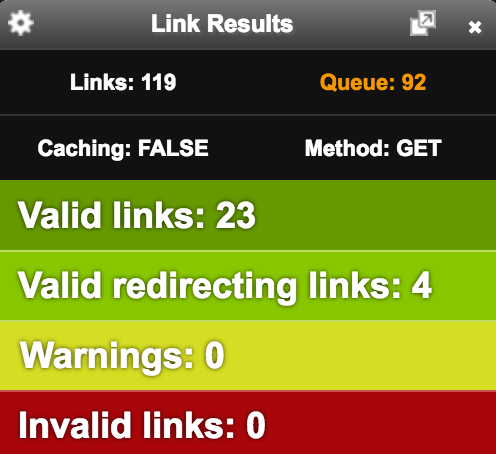 Link Results
Links: 119 Queue: 92
Caching: FALSE Method: GET
Valid links: 23
Valid redirecting links: 4
Warnings: 0
Invalid links: 0